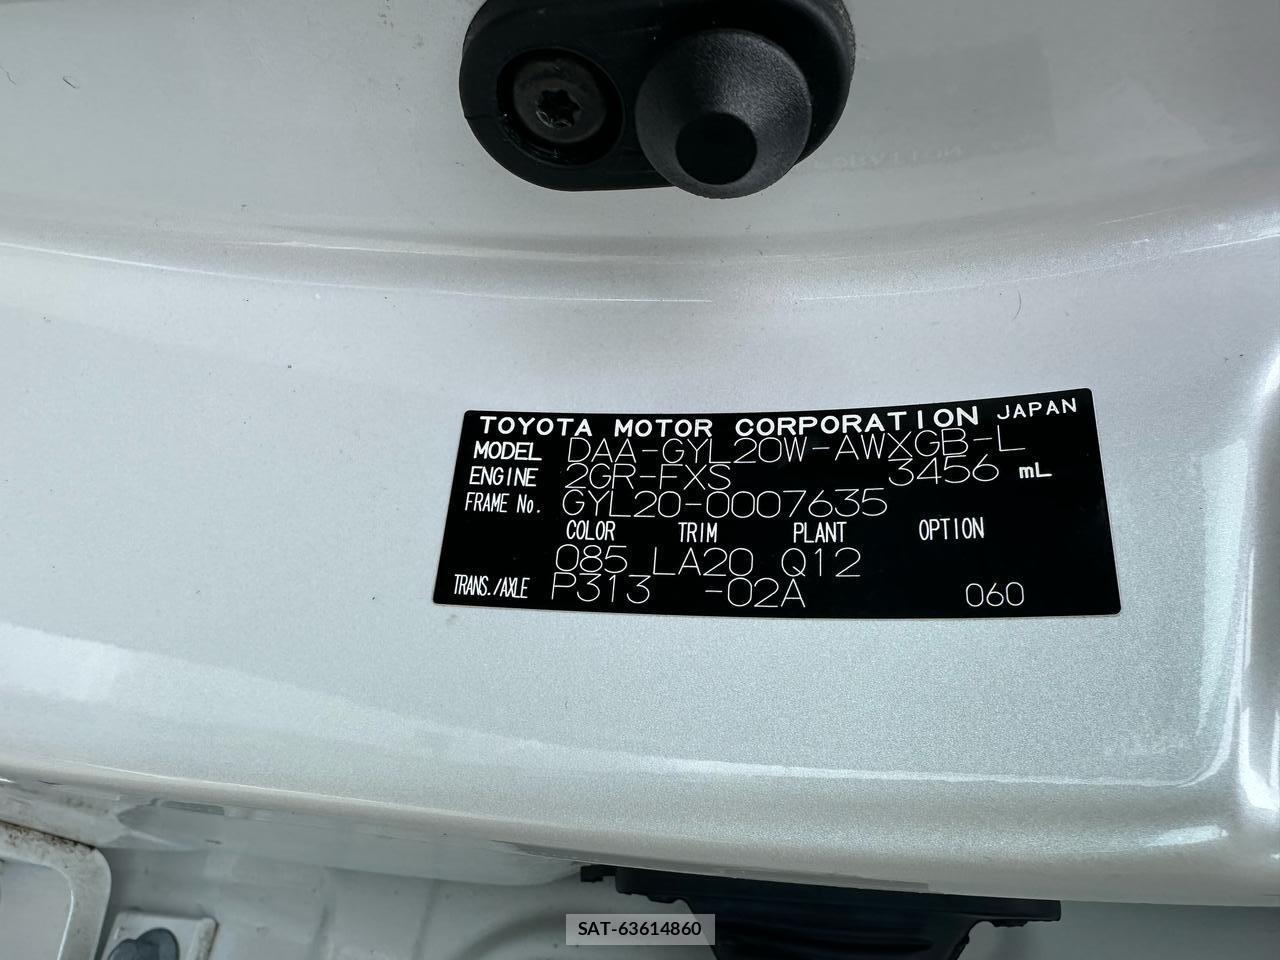 TOYOTA MOTOR CORPORATION JAPAN
MODEL DAA-GYL20W-AWXGB-L
ENGINE 2GR-FXS 3456 mL
FRAME No. GYL20-0007635
COLOR TRIM PLANT OPTION
085 LA20 Q12
TRANS./AXLE P313 -02A 060
SAT-63614860